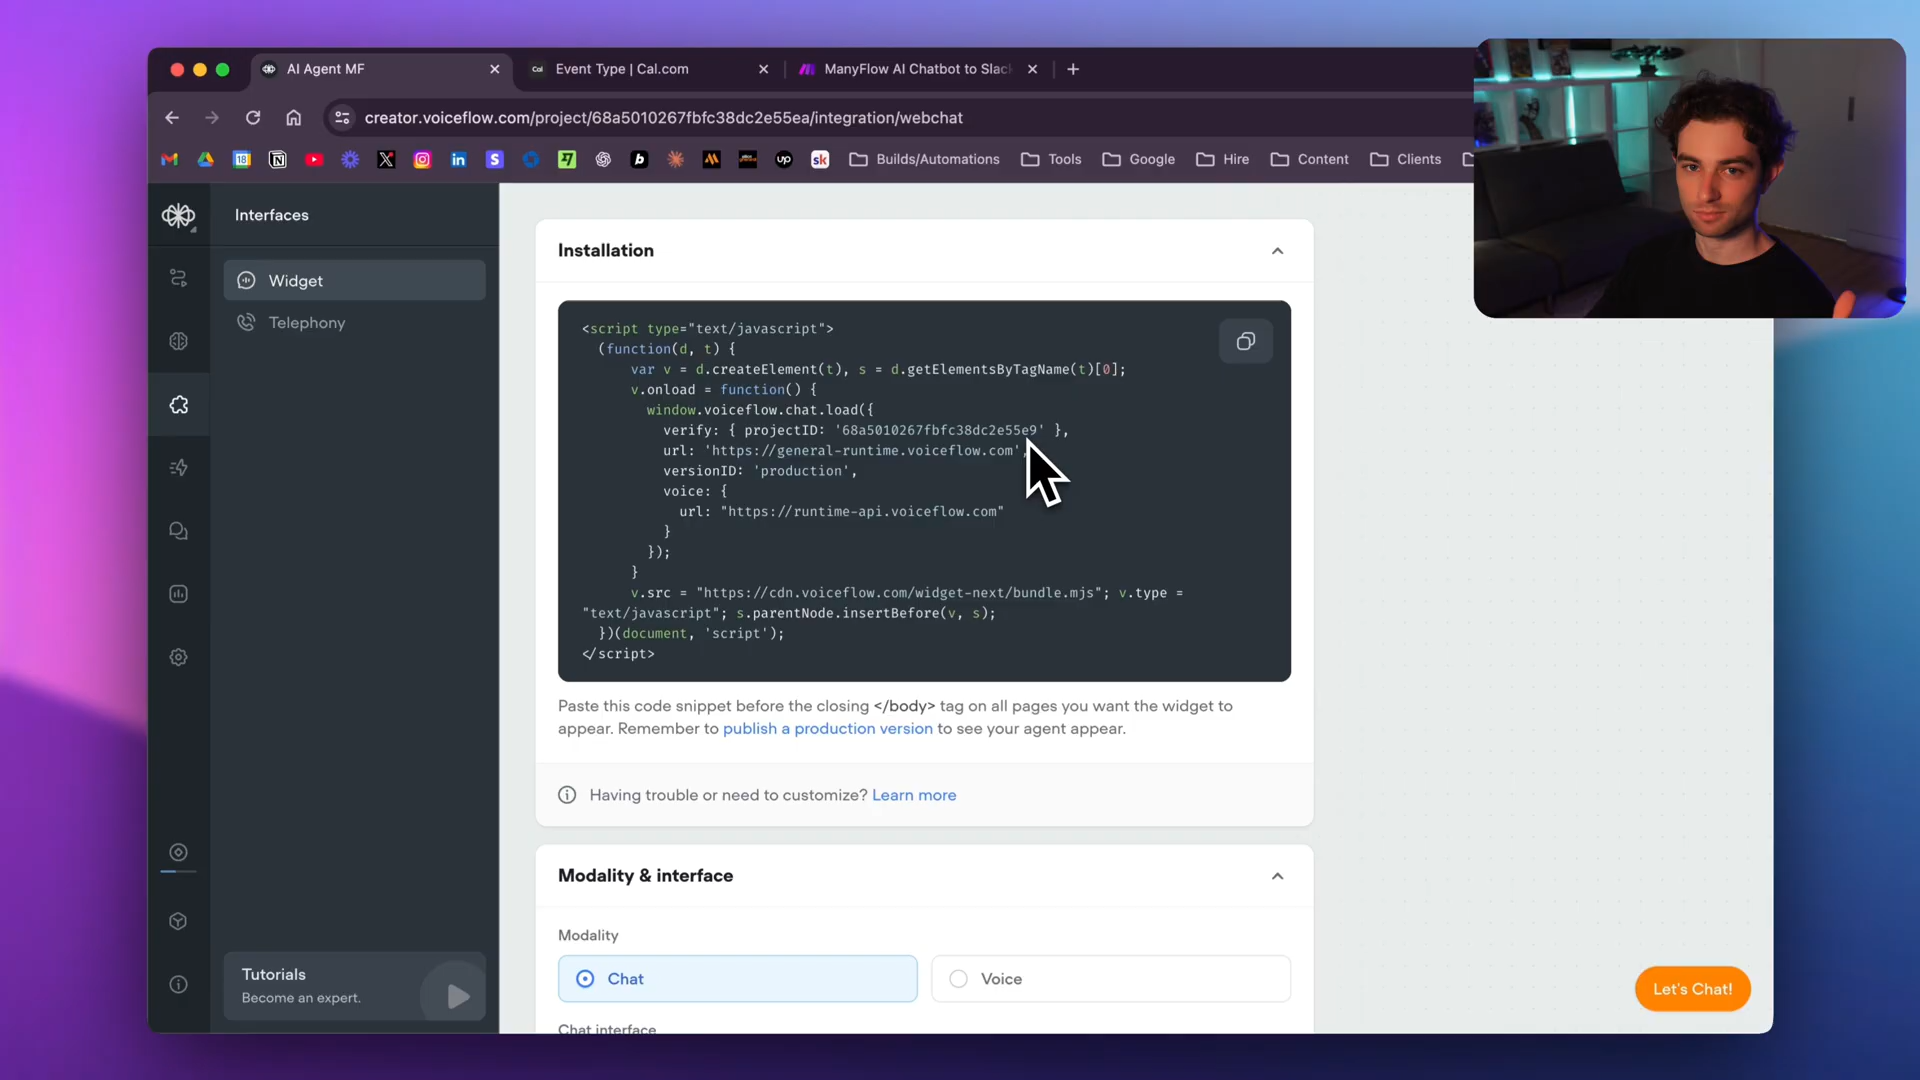 AI Agent MF
Cal
Event Type | Cal.com
ManyFlow AI Chatbot to Slac
creator.voiceflow.com/project/68a5010267fbfc38dc2e55ea/integration/webchat
18
up
sk
Builds/Automations
Tools
Google
Hire
Content
Clients
Interfaces
Widget
Telephony
Installation
<script type="text/javascript">
(function(d, t) {
var v = d.createElement(t), s = d.getElementsByTagName(t)[0];
v.onload = function() {
window.voiceflow.chat.load({
verify: { projectID: '68a5010267fbfc38dc2e55e9' },
url: 'https://general-runtime.voiceflow.com',
versionID: 'production',
voice: {
url: "https://runtime-api.voiceflow.com"
}
});
}
v.src = "https://cdn.voiceflow.com/widget-next/bundle.mjs"; v.type =
"text/javascript"; s.parentNode.insertBefore(v, s);
})(document, 'script');
</script>
Paste this code snippet before the closing </body> tag on all pages you want the widget to
appear. Remember to publish a production version to see your agent appear.
Having trouble or need to customize? Learn more
Modality & interface
Modality
Chat
Voice
Chat interface
Tutorials
Become an expert.
Let's Chat!